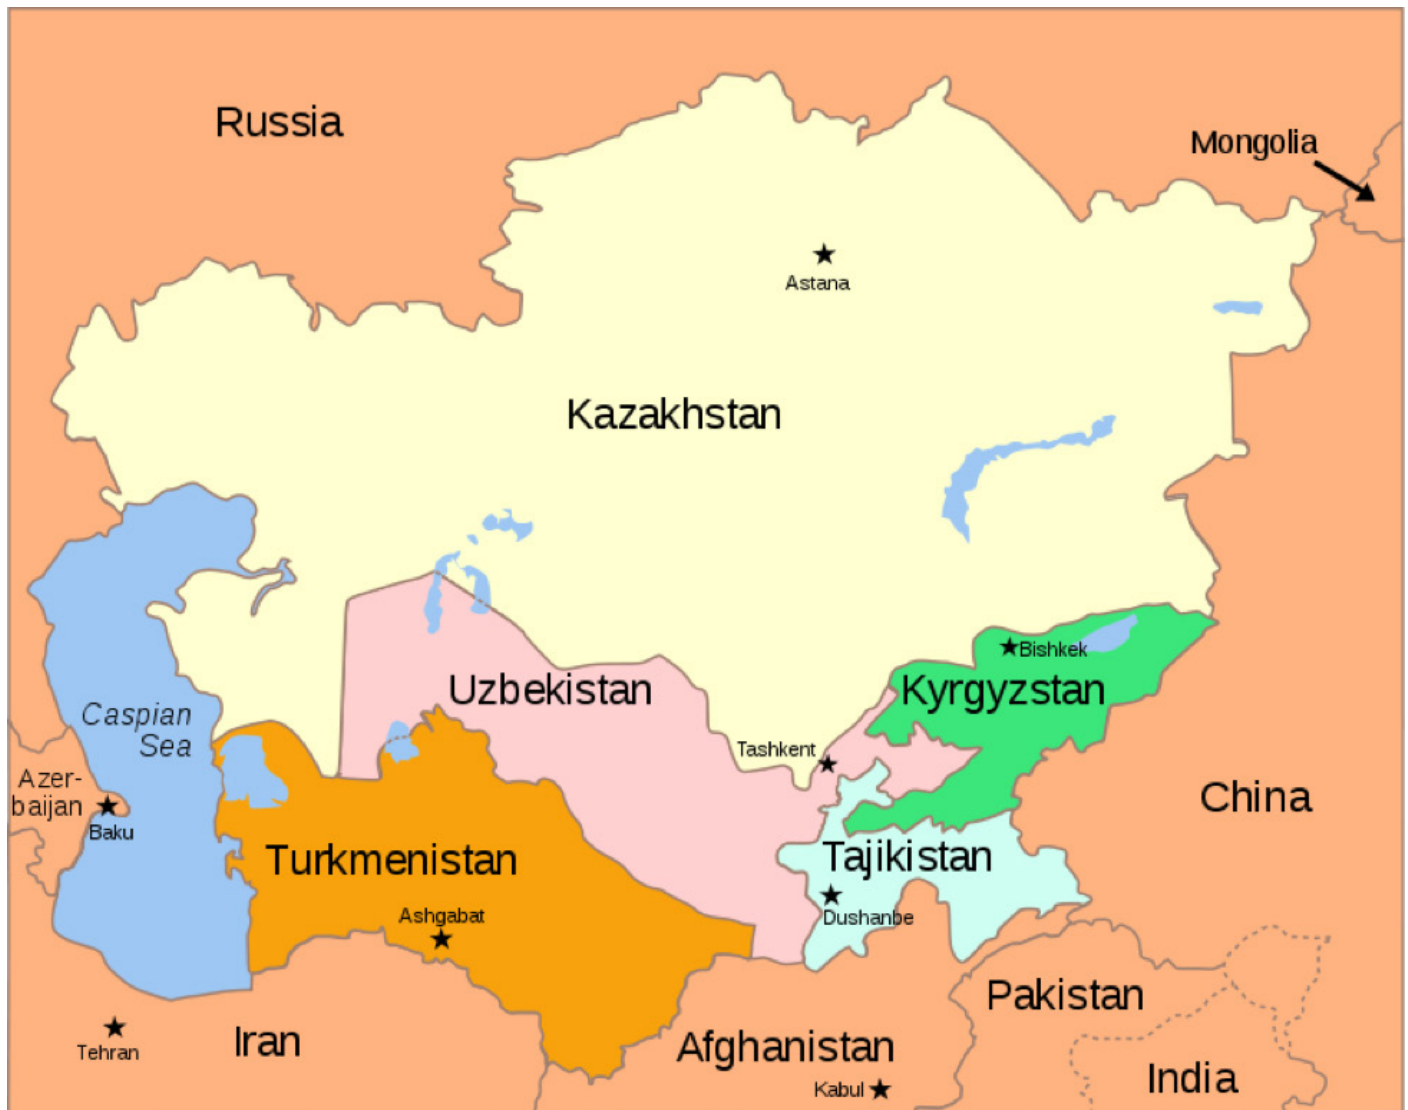 Russia
Mongolia
Astana
Kazakhstan
Bishkek
Uzbekistan
Kyrgyzstan
Caspian
Sea
Tashkent
Azer-
baijan
Baku
China
Turkmenistan
Tajikistan
Ashgabat
Dushanbe
Pakistan
Tehran
Iran
Afghanistan
Kabul
India